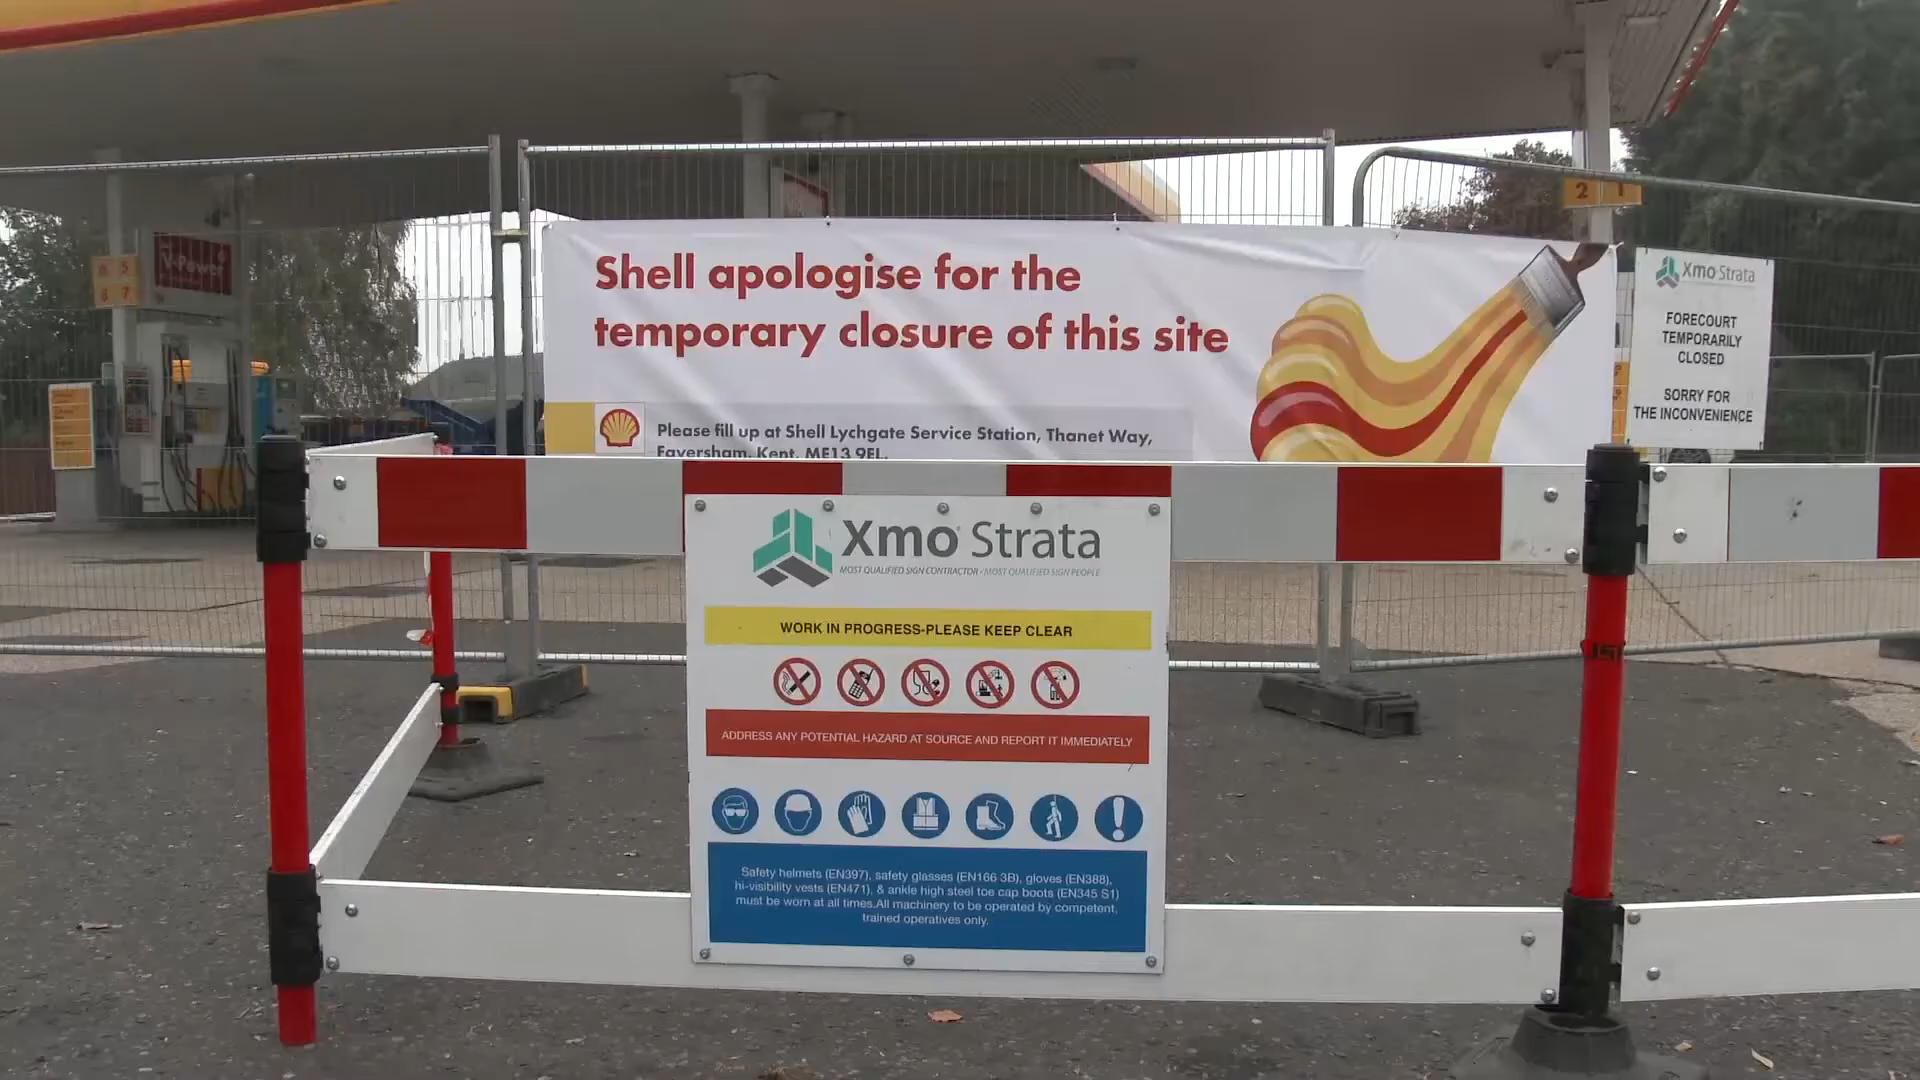 Shell apologise for the
temporary closure of this site
Please fill up at Shell Lychgate Service Station, Thanet Way,
Faversham, Kent, ME13 9EL.
V-Power
6 5
8 7
2 1
Xmo Strata
FORECOURT
TEMPORARILY
CLOSED
SORRY FOR
THE INCONVENIENCE
Xmo Strata
MOST QUALIFIED SIGN CONTRACTOR - MOST QUALIFIED SIGN PEOPLE
WORK IN PROGRESS-PLEASE KEEP CLEAR
ADDRESS ANY POTENTIAL HAZARD AT SOURCE AND REPORT IT IMMEDIATELY
Safety helmets (EN397), safety glasses (EN166 3B), gloves (EN388),
hi-visibility vests (EN471), & ankle high steel toe cap boots (EN345 S1)
must be worn at all times.All machinery to be operated by competent,
trained operatives only.